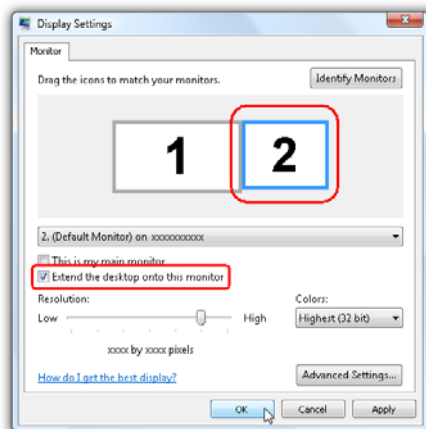 Display Settings
Monitor
Drag the icons to match your monitors.
Identify Monitors
1
2
2. (Default Monitor) on xxxxxxxxxx
This is my main monitor
Extend the desktop onto this monitor
Resolution:
Colors:
Low
High
Highest (32 bit)
xxxx by xxxx pixels
How do I get the best display?
Advanced Settings...
OK
Cancel
Apply